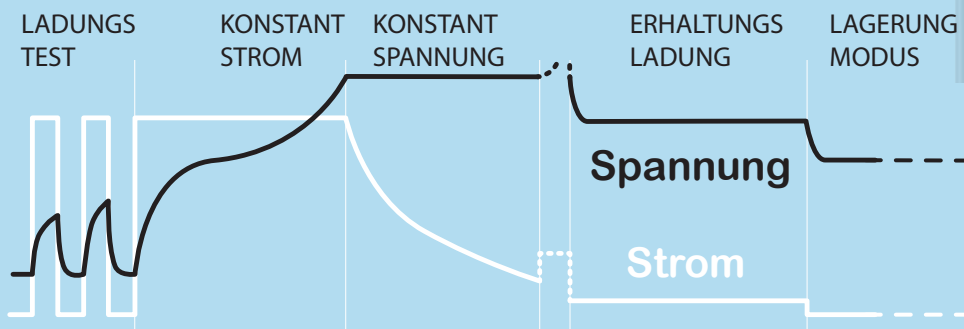 LADUNGS
TEST
KONSTANT
STROM
KONSTANT
SPANNUNG
ERHALTUNGS
LADUNG
LAGERUNG
MODUS
Spannung
Strom